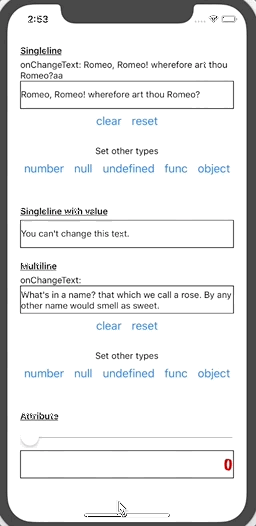 2:53
Singleline
onChangeText: Romeo, Romeo! wherefore art thou
Romeo?aa
Romeo, Romeo! wherefore art thou Romeo?
clear reset
Set other types
number null undefined func object
Singleline with value
You can't change this text.
Multiline
onChangeText:
What's in a name? that which we call a rose. By any
other name would smell as sweet.
clear reset
Set other types
number null undefined func object
Attribute
0